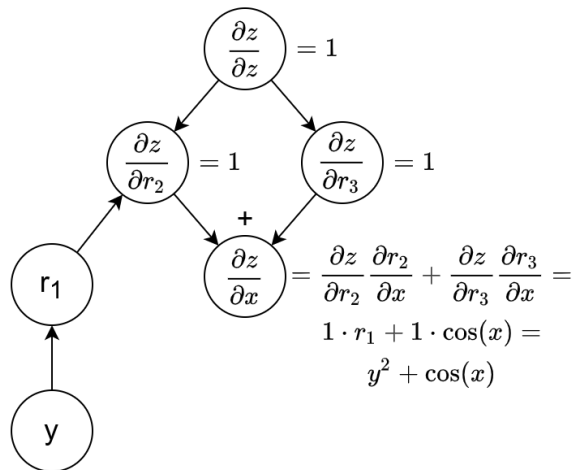 ∂z/∂z = 1
∂z/∂r₂ = 1
∂z/∂r₃ = 1
+
r₁
∂z/∂x = ∂z/∂r₂ ∂r₂/∂x + ∂z/∂r₃ ∂r₃/∂x =
1 · r₁ + 1 · cos(x) =
y² + cos(x)
y